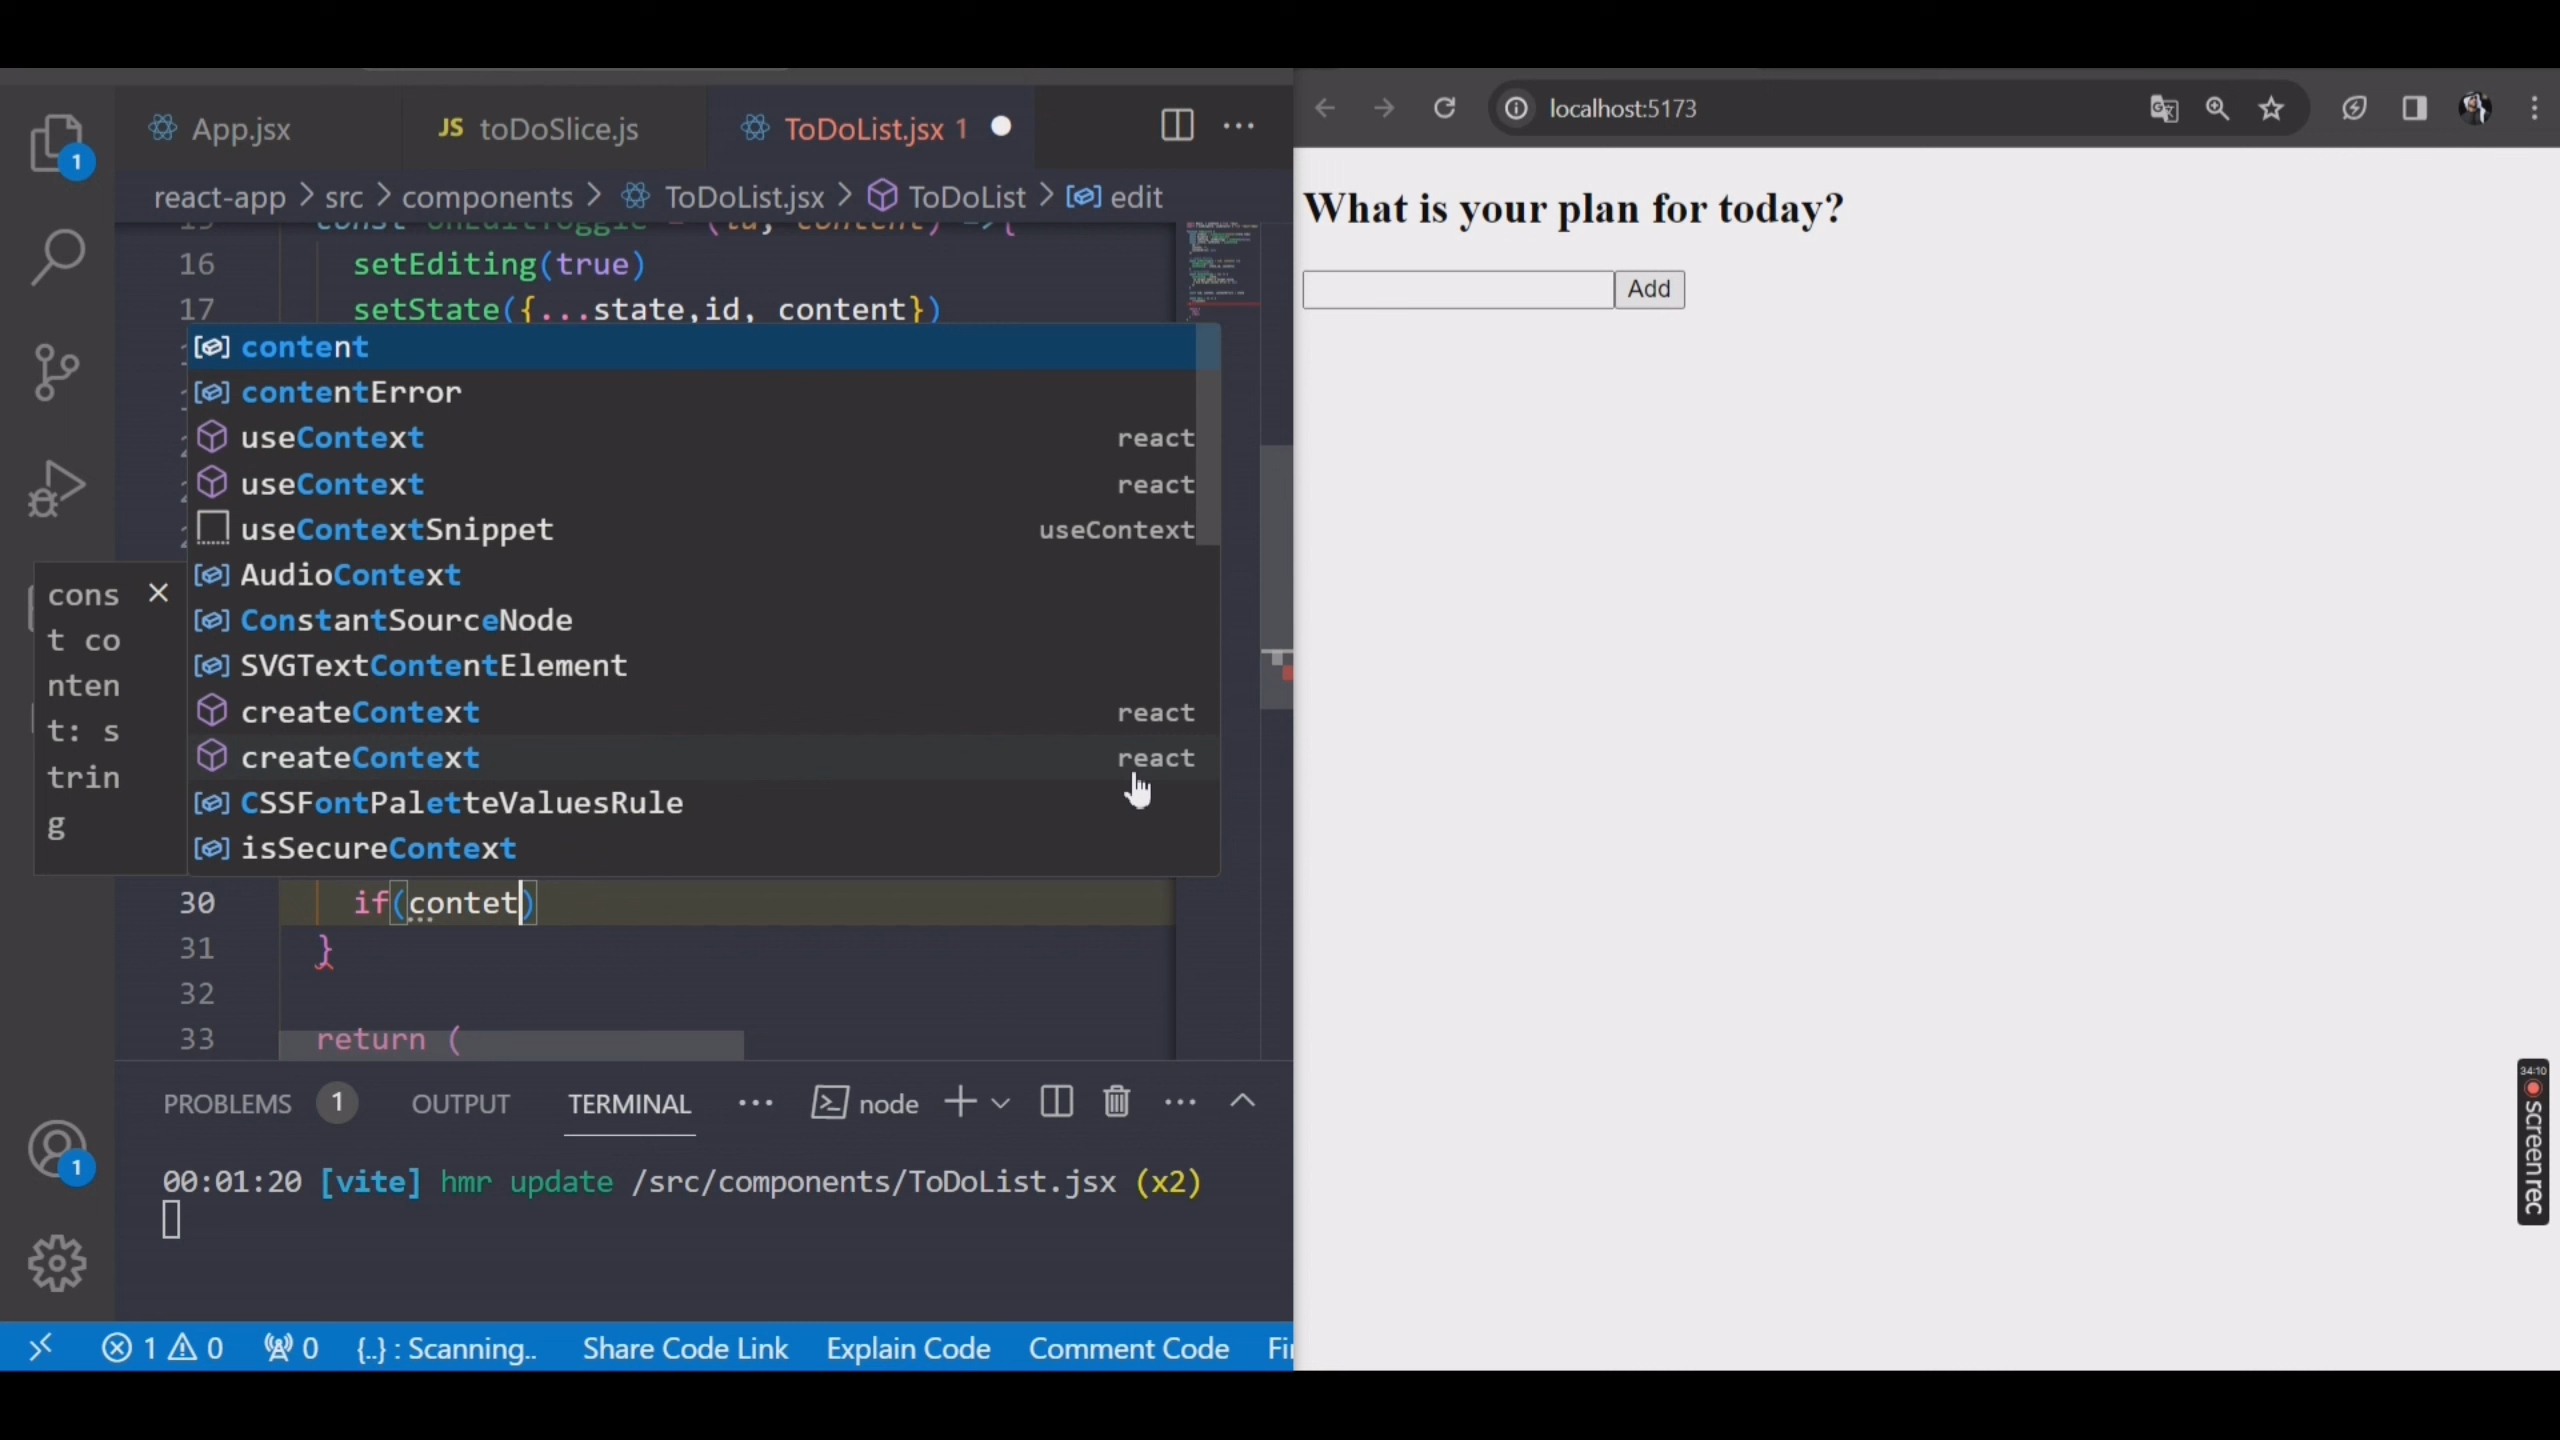 App.jsx
JS toDoSlice.js
ToDoList.jsx 1
react-app > src > components > ToDoList.jsx > ToDoList > edit
16 setEditing(true)
17 setState({...state,id, content})
content
contentError
useContext react
useContext react
useContextSnippet useContext
AudioContext
ConstantSourceNode
SVGTextContentElement
createContext react
createContext react
CSSFontPaletteValuesRule
isSecureContext
cons
t co
nten
t: s
trin
g
30 if(contet)
31 }
32
33 return (
PROBLEMS 1 OUTPUT TERMINAL ... node
00:01:20 [vite] hmr update /src/components/ToDoList.jsx (x2)
1 0 0 {..} : Scanning.. Share Code Link Explain Code Comment Code
1
1
localhost:5173
What is your plan for today?
Add
34:10
screenrec